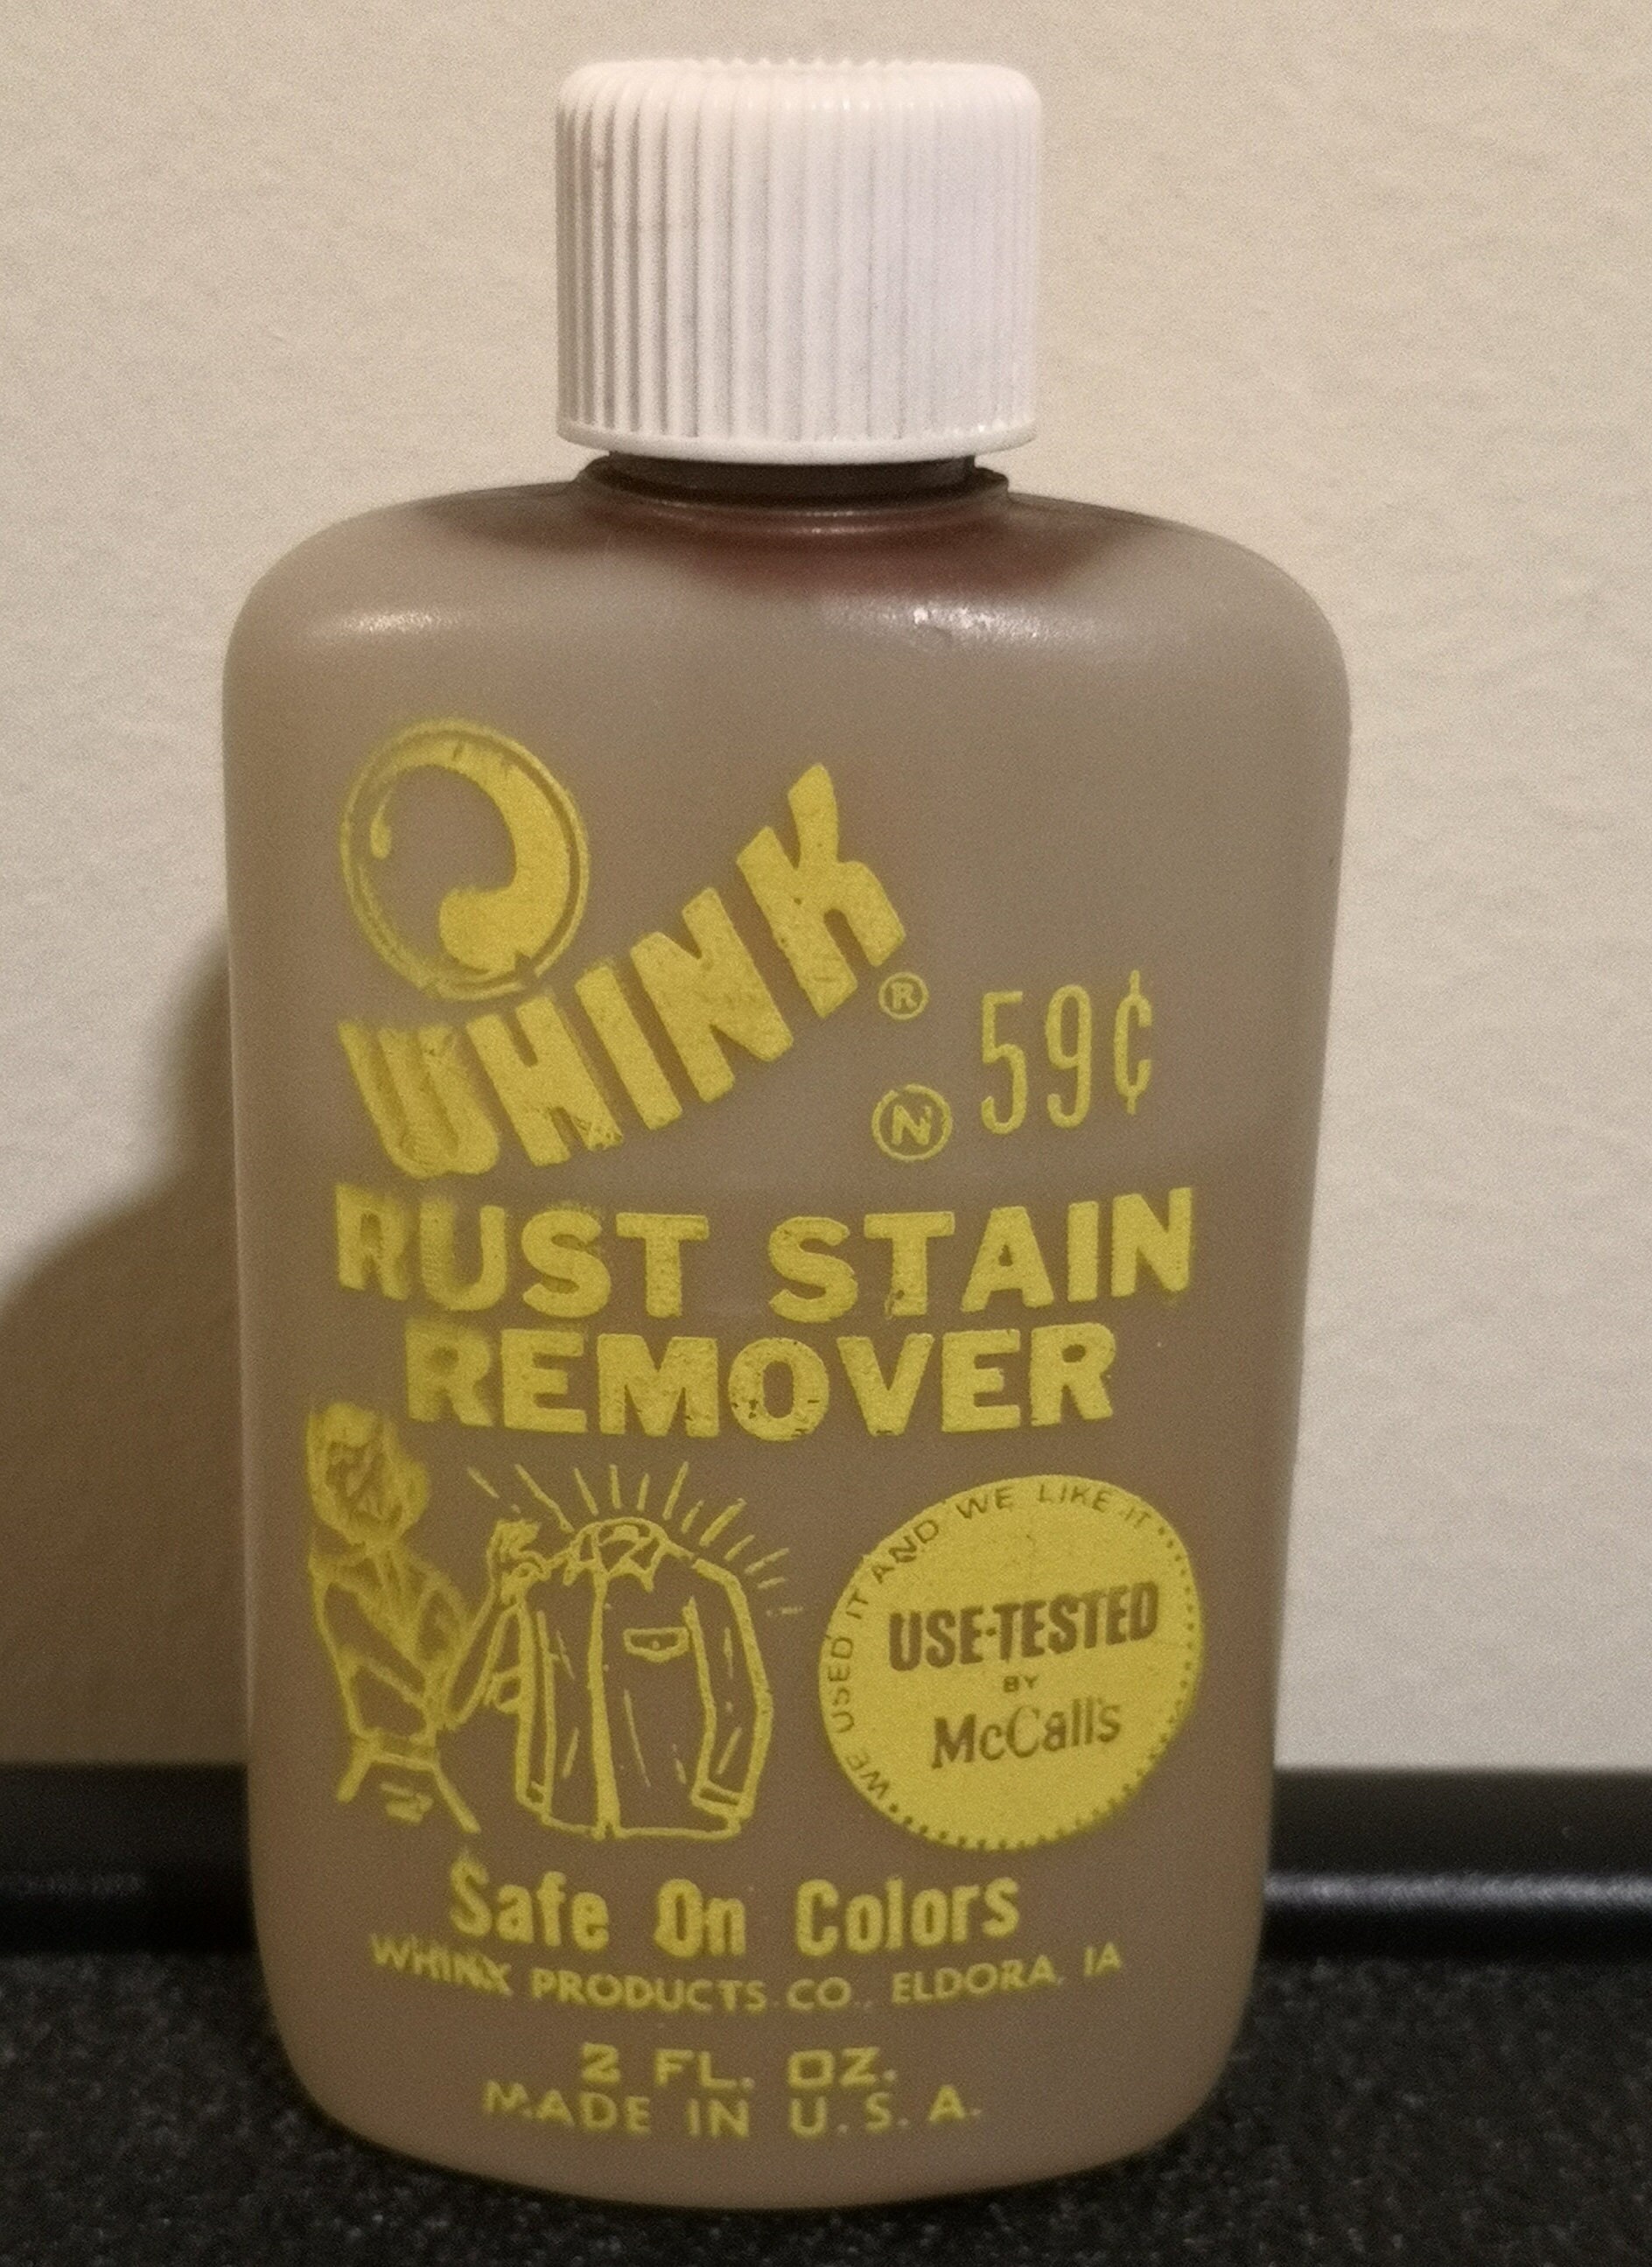 WHINK®
Ⓝ 59¢
RUST STAIN
REMOVER
WE USED IT AND WE LIKE IT
USE-TESTED
BY
McCall's
Safe On Colors
WHINK PRODUCTS CO., ELDORA, IA
2 FL. OZ.
MADE IN U.S.A.